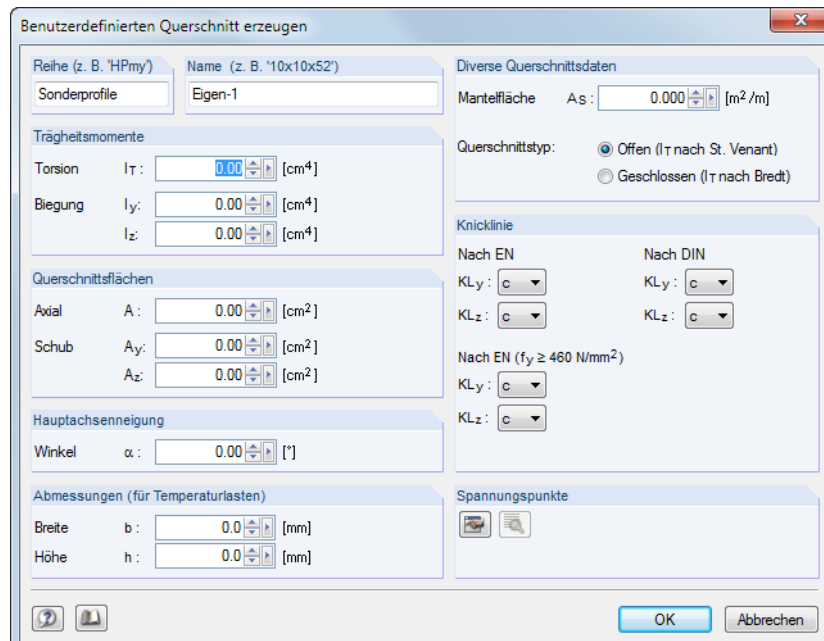 Benutzerdefinierten Querschnitt erzeugen
Reihe (z. B. 'HPmy')
Sonderprofile
Name (z. B. '10x10x52')
Eigen-1
Trägheitsmomente
Torsion IT : 0.00 [cm4]
Biegung Iy: 0.00 [cm4]
Iz: 0.00 [cm4]
Querschnittsflächen
Axial A : 0.00 [cm2]
Schub Ay: 0.00 [cm2]
Az: 0.00 [cm2]
Hauptachsenneigung
Winkel α : 0.00 [°]
Abmessungen (für Temperaturlasten)
Breite b : 0.0 [mm]
Höhe h : 0.0 [mm]
Diverse Querschnittsdaten
Mantelfläche AS : 0.000 [m2/m]
Querschnittstyp: Offen (IT nach St. Venant)
Geschlossen (IT nach Bredt)
Knicklinie
Nach EN
KLy : c
KLz : c
Nach DIN
KLy : c
KLz : c
Nach EN (fy ≥ 460 N/mm2)
KLy : c
KLz : c
Spannungspunkte
OK
Abbrechen